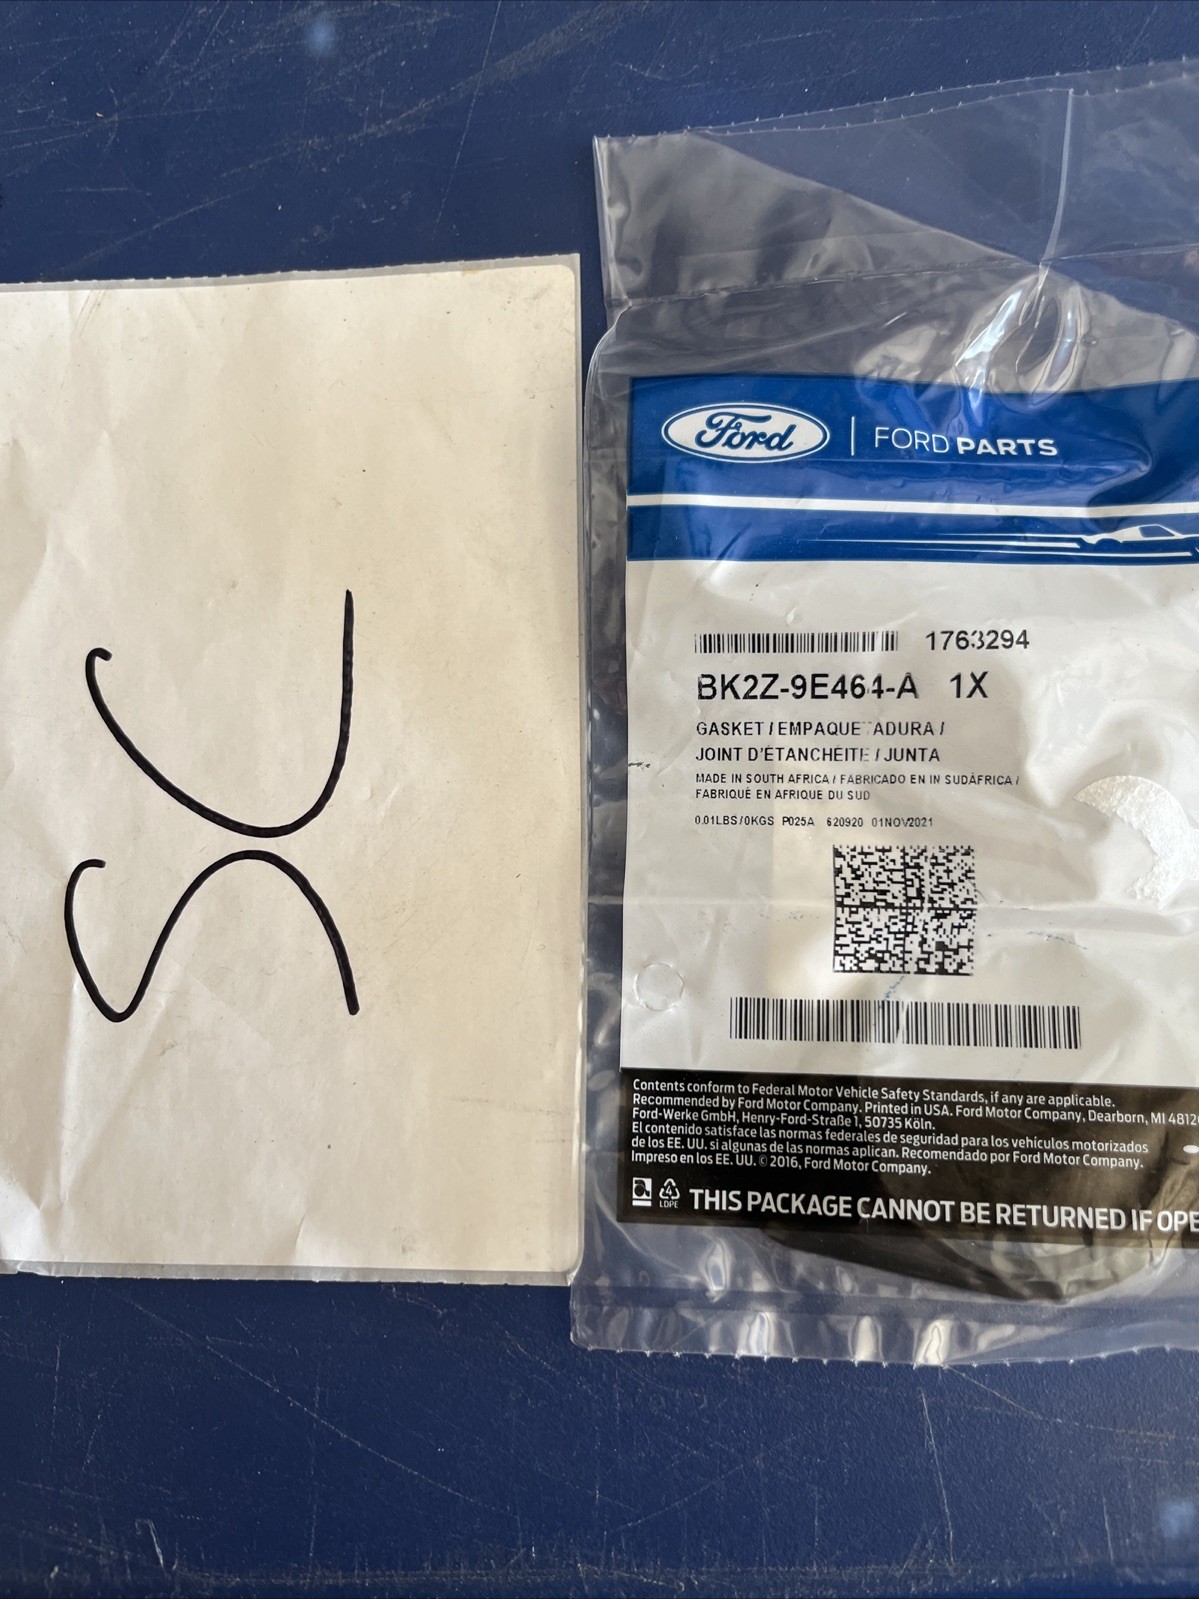 SC
Ford | FORD PARTS
1763294
BK2Z-9E464-A 1X
GASKET / EMPAQUETADURA /
JOINT D'ÉTANCHÉITE / JUNTA
MADE IN SOUTH AFRICA / FABRICADO EN IN SUDÁFRICA /
FABRIQUÉ EN AFRIQUE DU SUD
0.01LBS/0KGS P025A 620920 01NOV2021
Contents conform to Federal Motor Vehicle Safety Standards, if any are applicable.
Recommended by Ford Motor Company. Printed in USA. Ford Motor Company, Dearborn, MI 4812
Ford-Werke GmbH, Henry-Ford-Straße 1, 50735 Köln.
El contenido satisface las normas federales de seguridad para los vehículos motorizados
de los EE. UU. si algunas de las normas aplican. Recomendado por Ford Motor Company.
Impreso en los EE. UU. © 2016, Ford Motor Company.
4
LDPE
THIS PACKAGE CANNOT BE RETURNED IF OPE